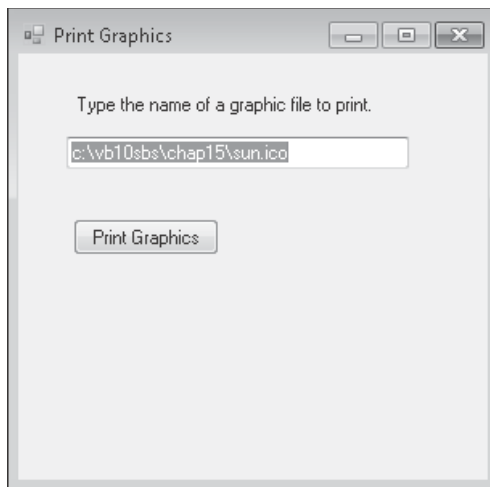 Print Graphics
Type the name of a graphic file to print.
c:\vb10sbs\chap15\sun.ico
Print Graphics